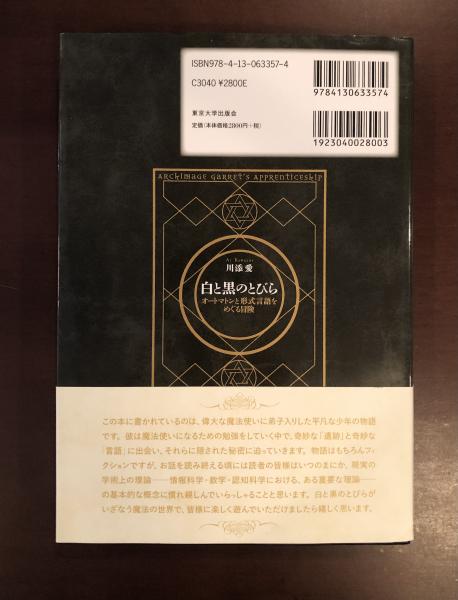 ISBN978-4-13-063357-4
C3040 ¥2800E
東京大学出版会
定価(本体価格2800円+税)
9784130633574
1923040028003
ARCHIMAGE GARRET'S APPRENTICESHIP
Ai Kawazoe
川添 愛
白と黒のとびら
オートマトンと形式言語を
めぐる冒険
この本に書かれているのは、偉大な魔法使いに弟子入りした平凡な少年の物語
です。彼は魔法使いになるための勉強をしていく中で、奇妙な「遺跡」と奇妙な
「言語」に出会い、それらに隠された秘密に迫っていきます。物語はもちろんフィ
クションですが、お話を読み終える頃には読者の皆様はいつのまにか、現実の
学術上の理論——情報科学・数学・認知科学における、ある重要な理論——
の基本的な概念に慣れ親しんでいらっしゃることと思います。白と黒のとびらが
いざなう魔法の世界で、皆様に楽しく遊んでいただけましたら嬉しく思います。